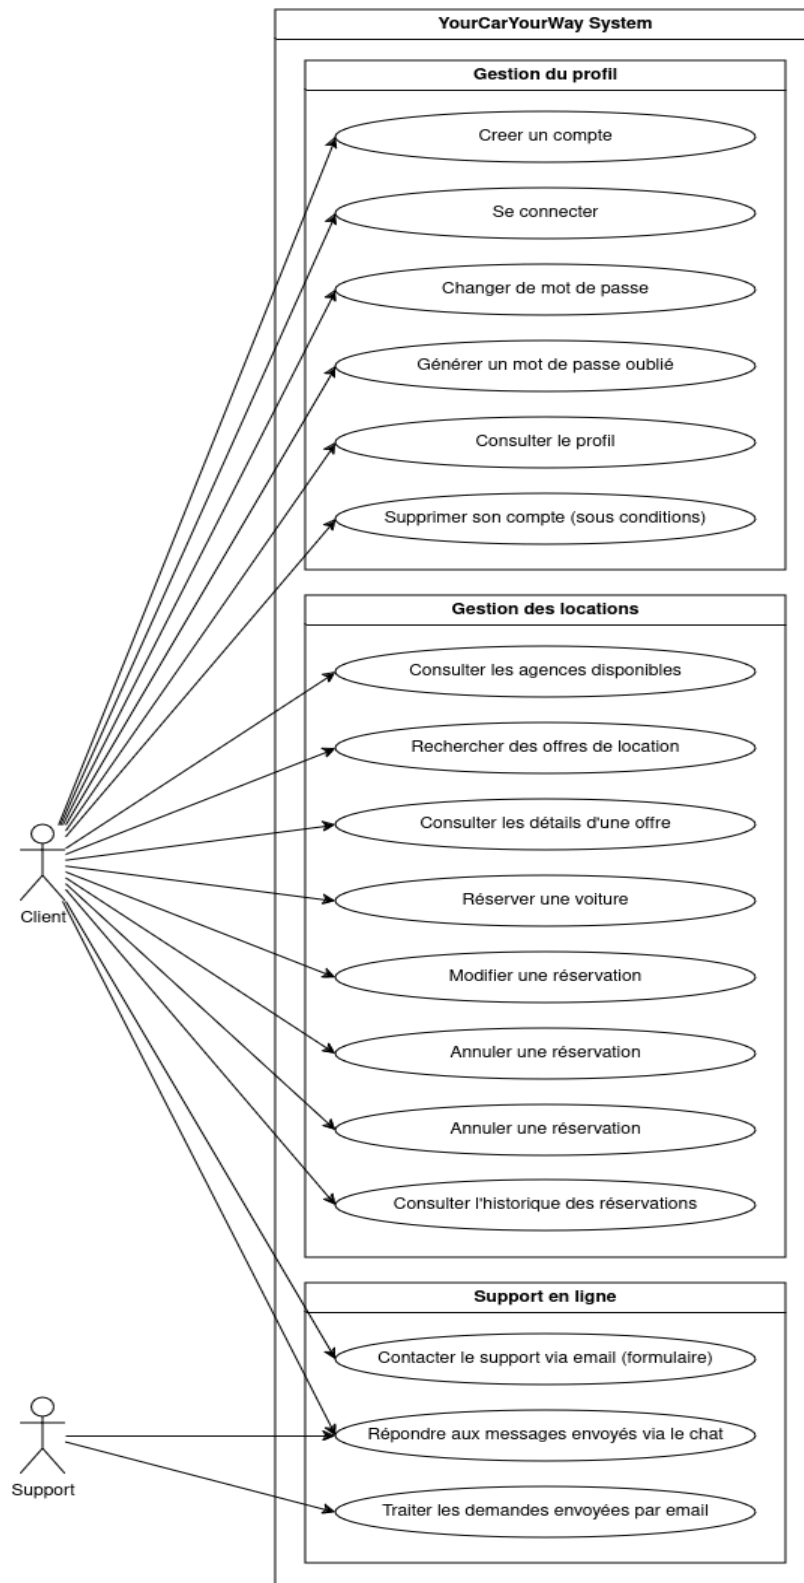 YourCarYourWay System
Gestion du profil
Creer un compte
Se connecter
Changer de mot de passe
Générer un mot de passe oublié
Consulter le profil
Supprimer son compte (sous conditions)
Gestion des locations
Consulter les agences disponibles
Rechercher des offres de location
Consulter les détails d'une offre
Réserver une voiture
Client
Modifier une réservation
Annuler une réservation
Annuler une réservation
Consulter l'historique des réservations
Support en ligne
Contacter le support via email (formulaire)
Répondre aux messages envoyés via le chat
Support
Traiter les demandes envoyées par email